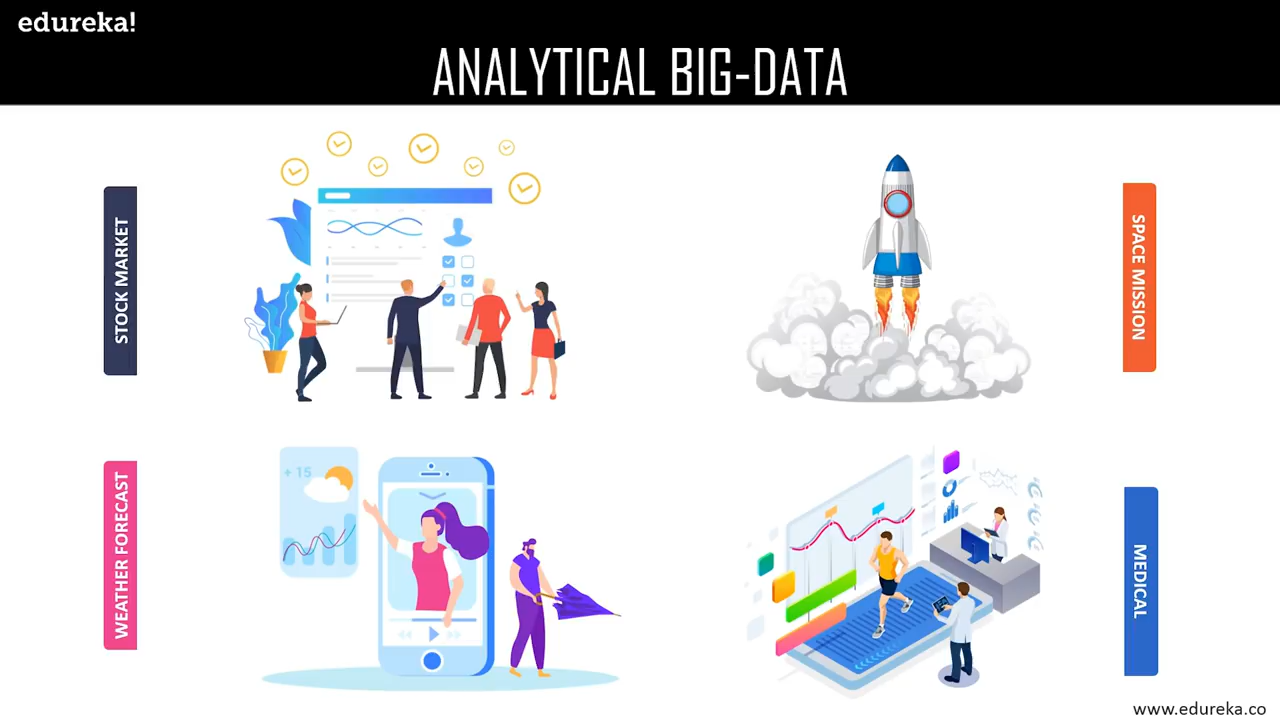 edureka!
ANALYTICAL BIG-DATA
STOCK MARKET
SPACE MISSION
+ 15
WEATHER FORECAST
MEDICAL
www.edureka.co